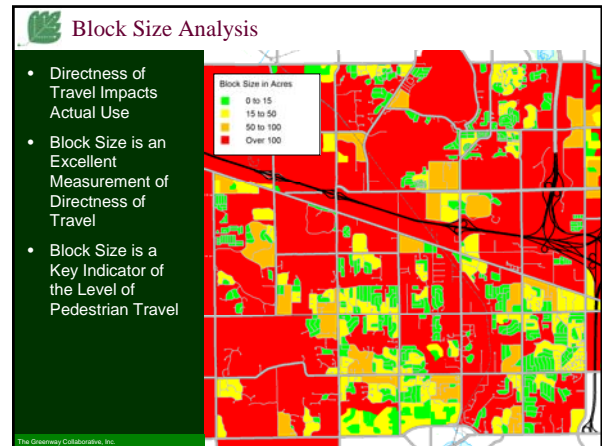 Block Size Analysis
• Directness of
Travel Impacts
Actual Use
• Block Size is an
Excellent
Measurement of
Directness of
Travel
• Block Size is a
Key Indicator of
the Level of
Pedestrian Travel
Block Size in Acres
0 to 15
15 to 50
50 to 100
Over 100
The Greenway Collaborative, Inc.